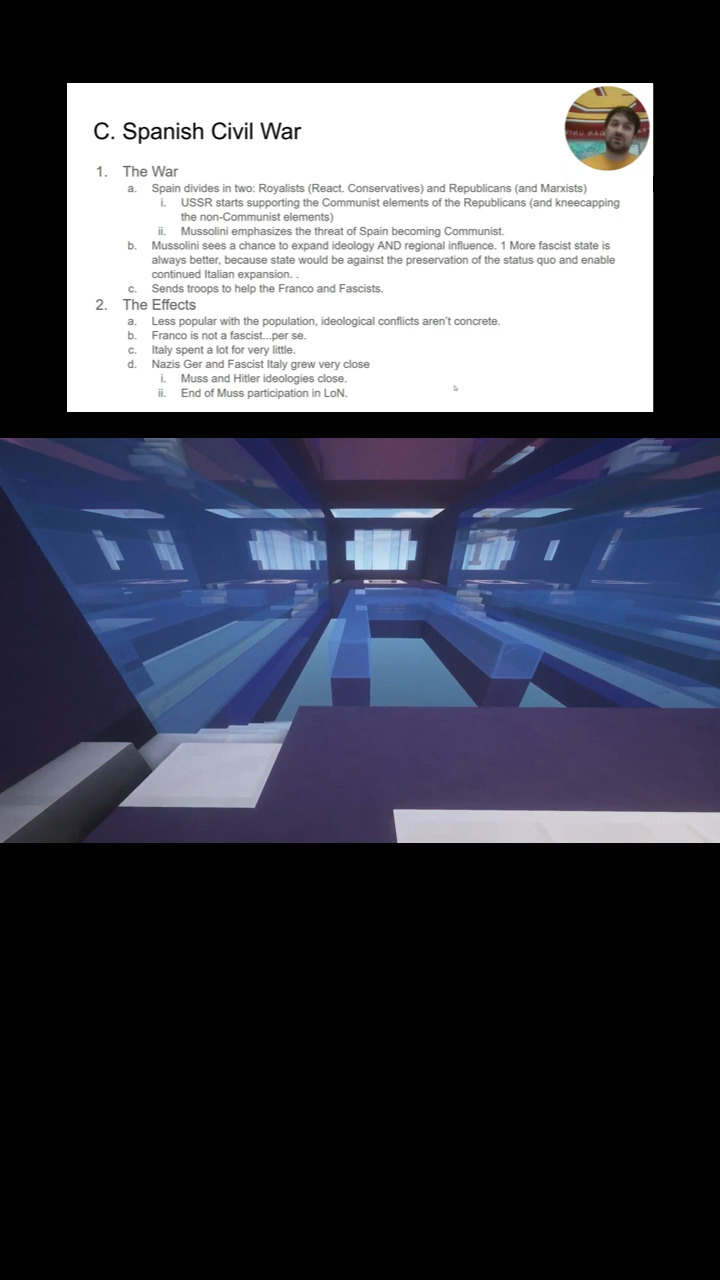 C. Spanish Civil War
1. The War
a. Spain divides in two: Royalists (React. Conservatives) and Republicans (and Marxists)
i. USSR starts supporting the Communist elements of the Republicans (and kneecapping
the non-Communist elements)
ii. Mussolini emphasizes the threat of Spain becoming Communist.
b. Mussolini sees a chance to expand ideology AND regional influence. 1 More fascist state is
always better, because state would be against the preservation of the status quo and enable
continued Italian expansion. .
c. Sends troops to help the Franco and Fascists.
2. The Effects
a. Less popular with the population, ideological conflicts aren't concrete.
b. Franco is not a fascist...per se.
c. Italy spent a lot for very little.
d. Nazis Ger and Fascist Italy grew very close
i. Muss and Hitler ideologies close.
ii. End of Muss participation in LoN.